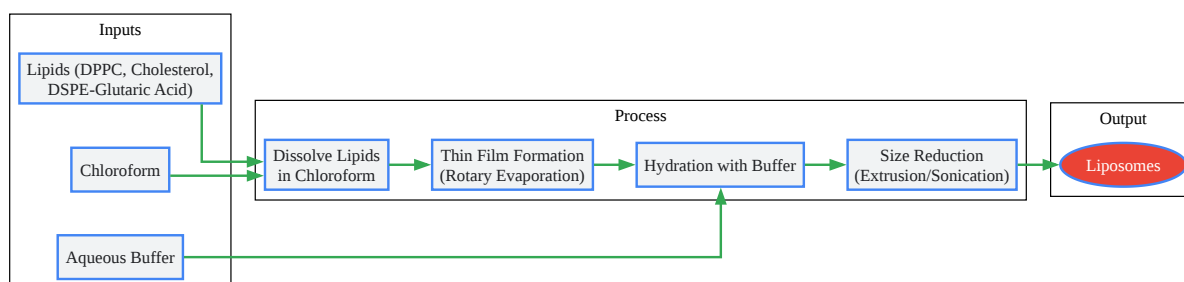 Inputs
Lipids (DPPC, Cholesterol,
DSPE-Glutaric Acid)
Chloroform
Aqueous Buffer
Process
Dissolve Lipids
in Chloroform
Thin Film Formation
(Rotary Evaporation)
Hydration with Buffer
Size Reduction
(Extrusion/Sonication)
Output
Liposomes